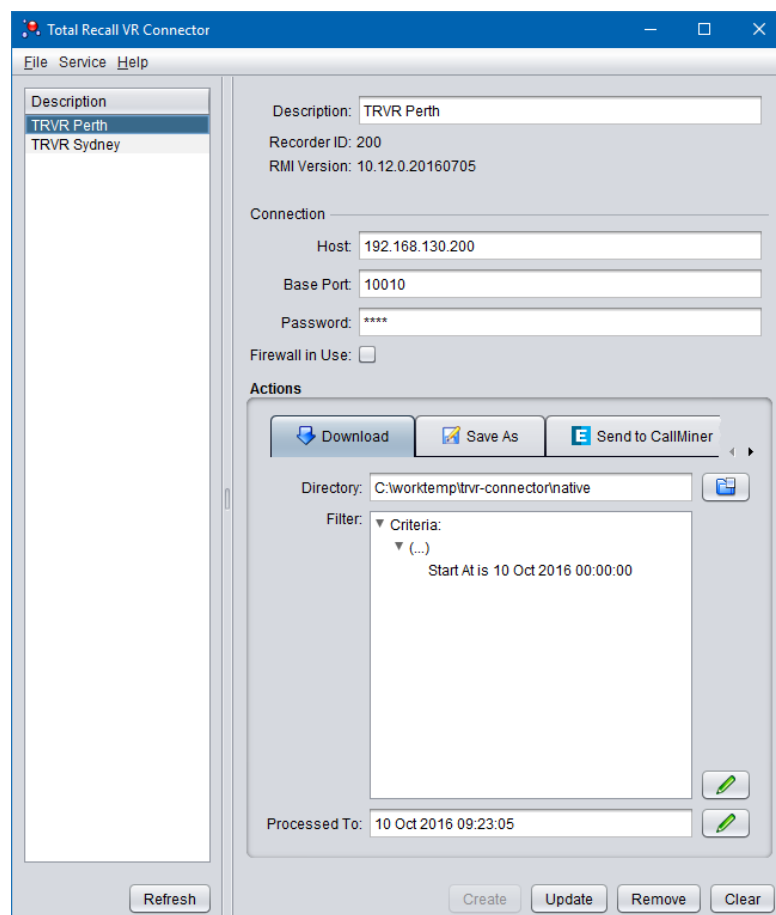 Total Recall VR Connector
File Service Help
Description
TRVR Perth
TRVR Sydney
Refresh
Description: TRVR Perth
Recorder ID: 200
RMI Version: 10.12.0.20160705
Connection
Host: 192.168.130.200
Base Port: 10010
Password: ****
Firewall in Use:
Actions
Download Save As E Send to CallMiner
Directory: C:\worktemp\trvr-connector\native
Filter: Criteria:
(...)
Start At is 10 Oct 2016 00:00:00
Processed To: 10 Oct 2016 09:23:05
Create Update Remove Clear